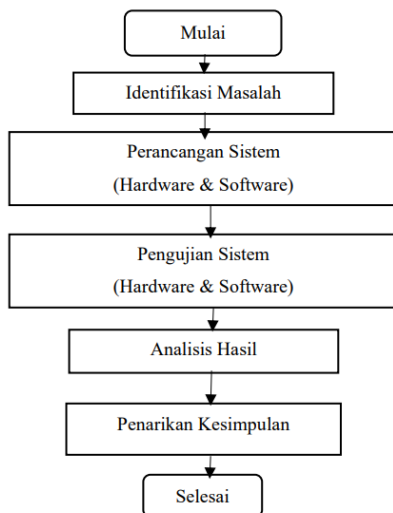 Mulai
Identifikasi Masalah
Perancangan Sistem
(Hardware & Software)
Pengujian Sistem
(Hardware & Software)
Analisis Hasil
Penarikan Kesimpulan
Selesai